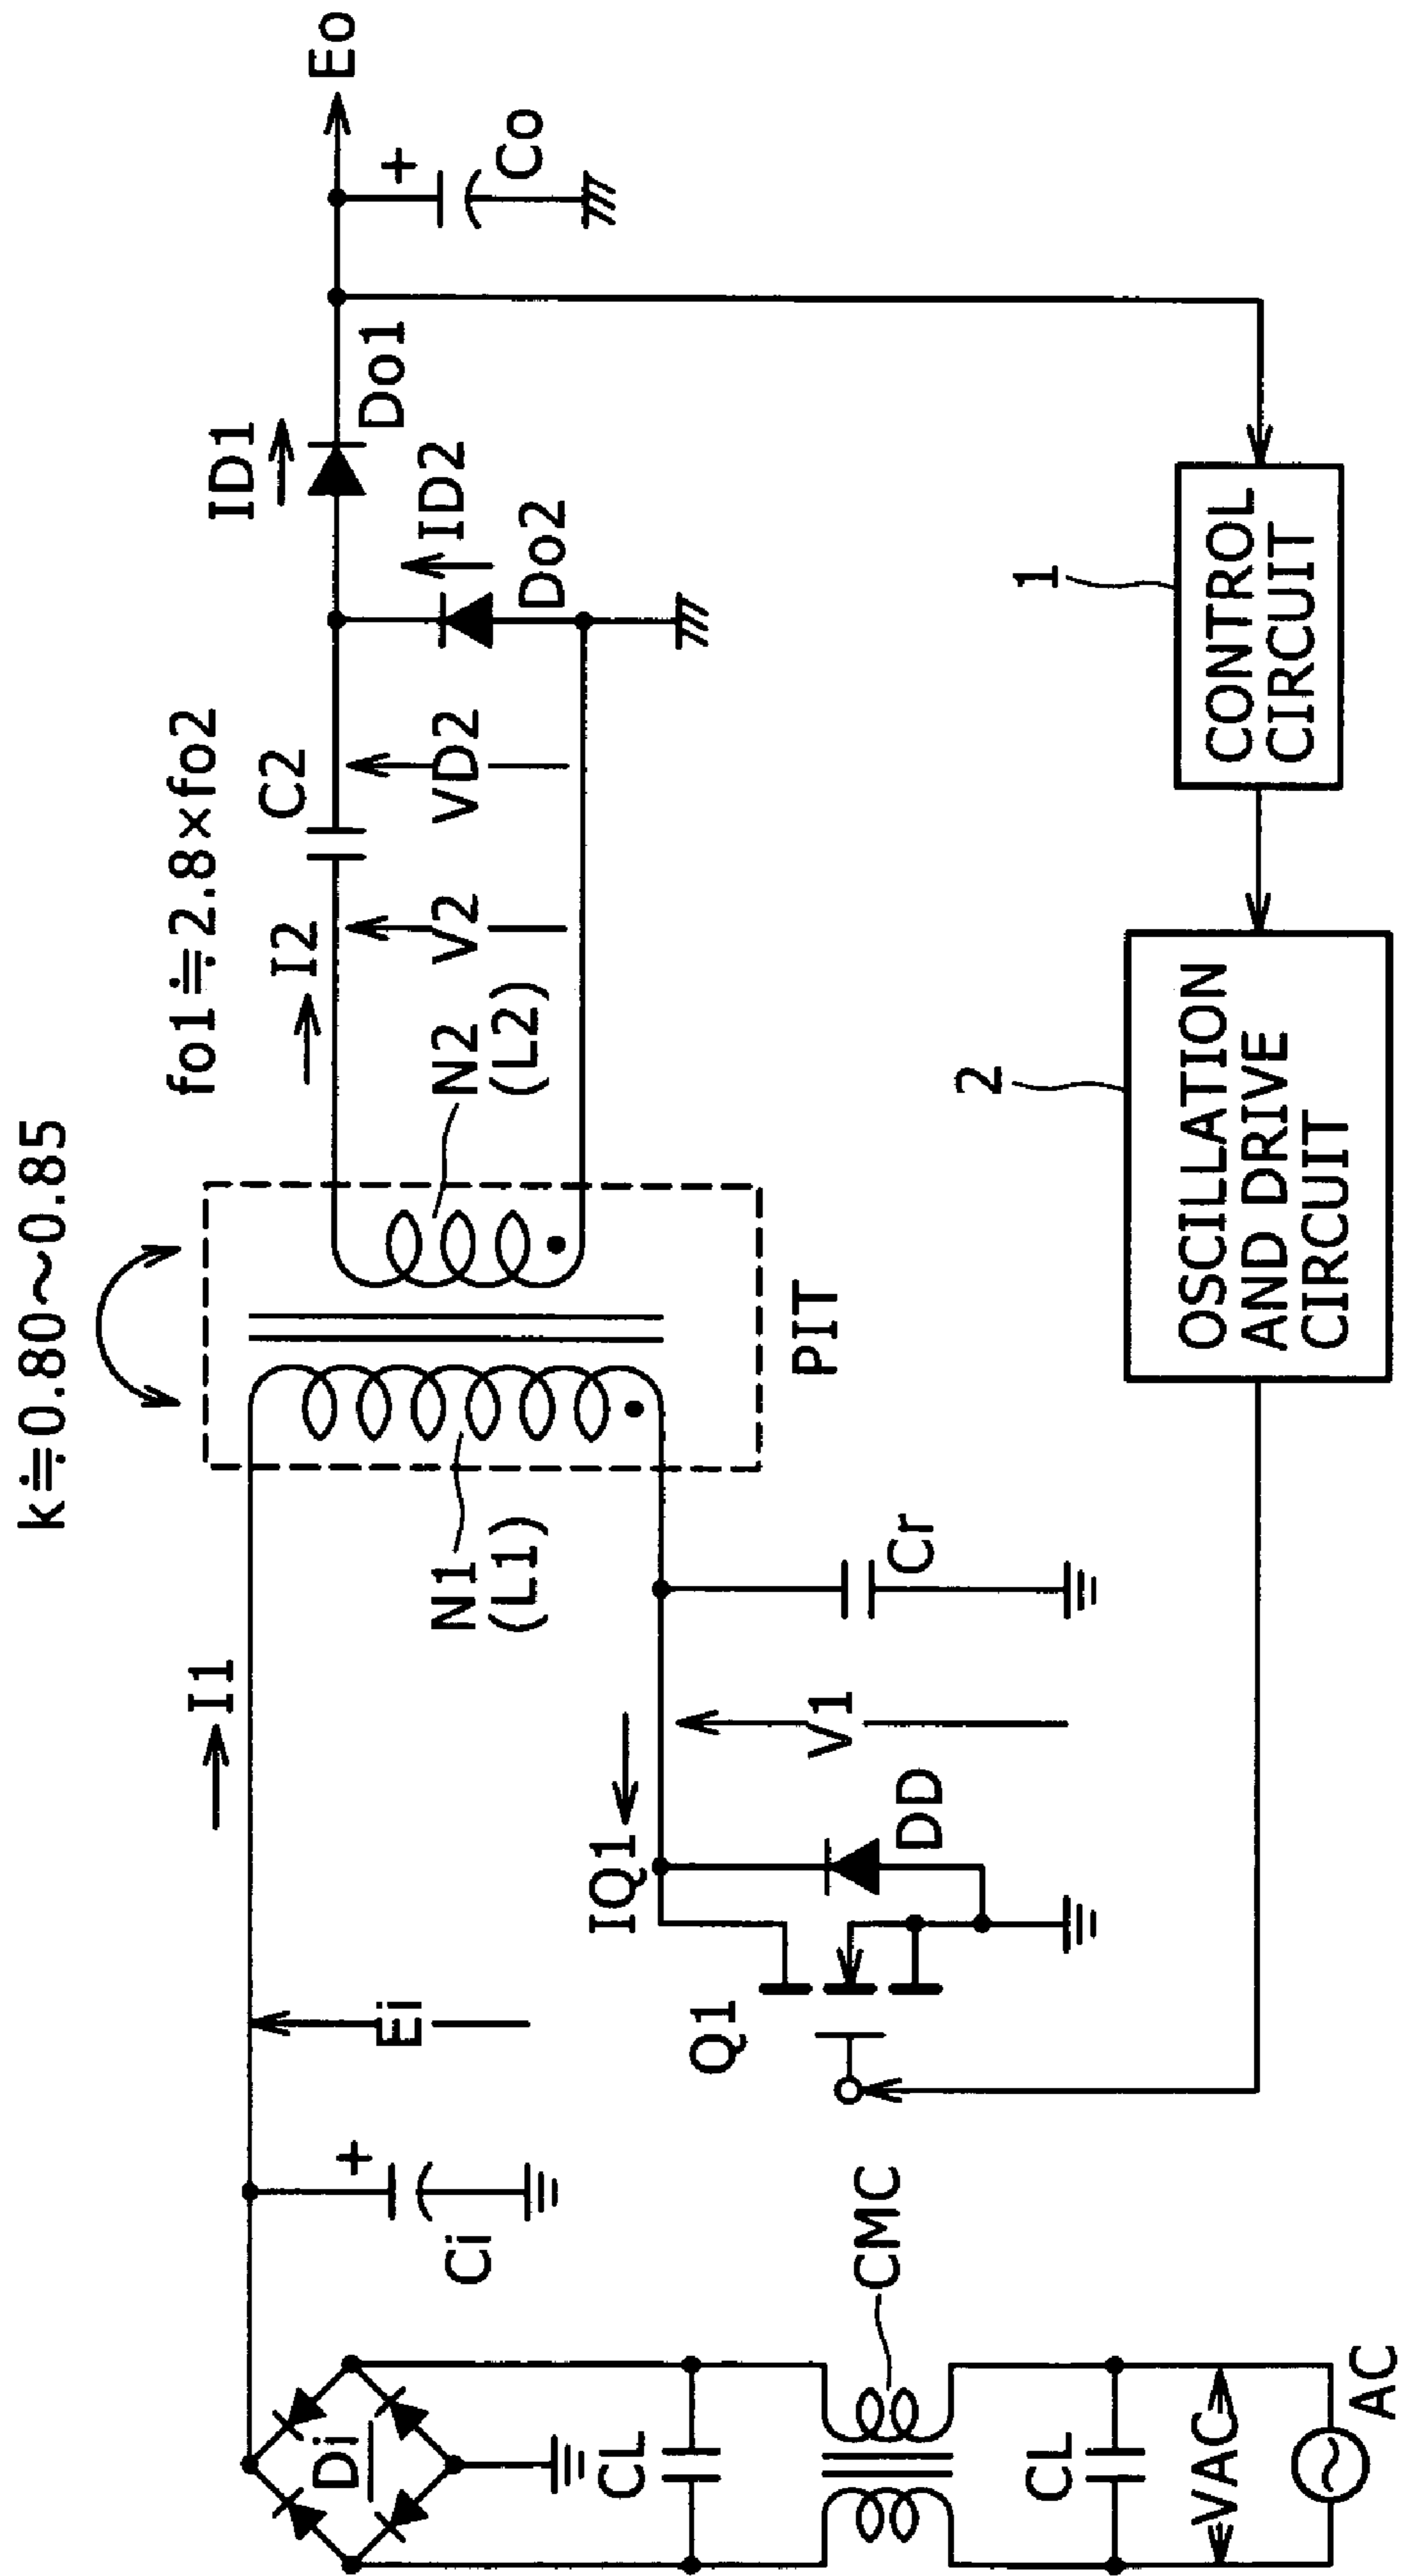 k≒0.80~0.85
fo1≒2.8×fo2
I1
I2
C2
ID1
Eo
Do1
+
Co
ID2
Do2
V2
VD2
N2
(L2)
N1
(L1)
Ei
+
Ci
Di
IQ1
V1
Cr
DD
Q1
PIT
CL
CMC
CL
VAC
AC
1
CONTROL
CIRCUIT
2
OSCILLATION
AND DRIVE
CIRCUIT